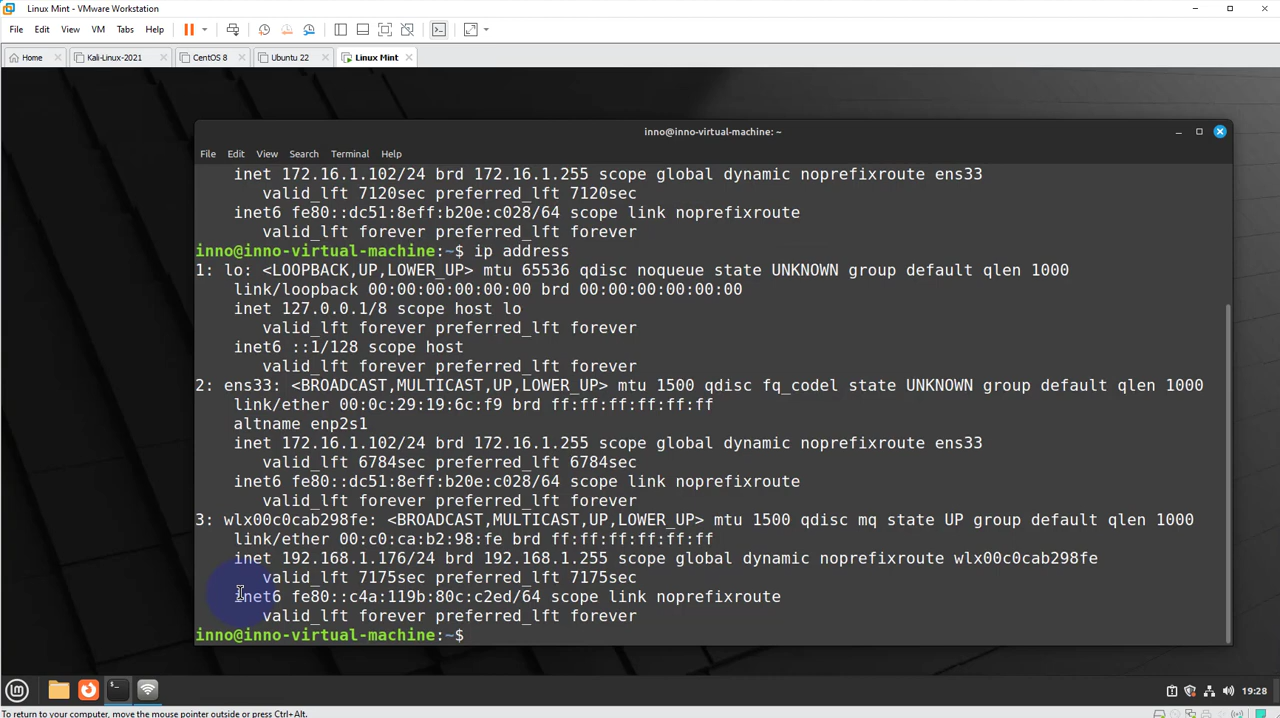 Linux Mint - VMware Workstation
File Edit View VM Tabs Help
Home Kali-Linux-2021 CentOS 8 Ubuntu 22 Linux Mint
inno@inno-virtual-machine: ~
File Edit View Search Terminal Help
inet 172.16.1.102/24 brd 172.16.1.255 scope global dynamic noprefixroute ens33
valid_lft 7120sec preferred_lft 7120sec
inet6 fe80::dc51:8eff:b20e:c028/64 scope link noprefixroute
valid_lft forever preferred_lft forever
inno@inno-virtual-machine:~$ ip address
1: lo: <LOOPBACK,UP,LOWER_UP> mtu 65536 qdisc noqueue state UNKNOWN group default qlen 1000
link/loopback 00:00:00:00:00:00 brd 00:00:00:00:00:00
inet 127.0.0.1/8 scope host lo
valid_lft forever preferred_lft forever
inet6 ::1/128 scope host
valid_lft forever preferred_lft forever
2: ens33: <BROADCAST,MULTICAST,UP,LOWER_UP> mtu 1500 qdisc fq_codel state UNKNOWN group default qlen 1000
link/ether 00:0c:29:19:6c:f9 brd ff:ff:ff:ff:ff:ff
altname enp2s1
inet 172.16.1.102/24 brd 172.16.1.255 scope global dynamic noprefixroute ens33
valid_lft 6784sec preferred_lft 6784sec
inet6 fe80::dc51:8eff:b20e:c028/64 scope link noprefixroute
valid_lft forever preferred_lft forever
3: wlx00c0cab298fe: <BROADCAST,MULTICAST,UP,LOWER_UP> mtu 1500 qdisc mq state UP group default qlen 1000
link/ether 00:c0:ca:b2:98:fe brd ff:ff:ff:ff:ff:ff
inet 192.168.1.176/24 brd 192.168.1.255 scope global dynamic noprefixroute wlx00c0cab298fe
valid_lft 7175sec preferred_lft 7175sec
inet6 fe80::c4a:119b:80c:c2ed/64 scope link noprefixroute
valid_lft forever preferred_lft forever
inno@inno-virtual-machine:~$
19:28
To return to your computer, move the mouse pointer outside or press Ctrl+Alt.